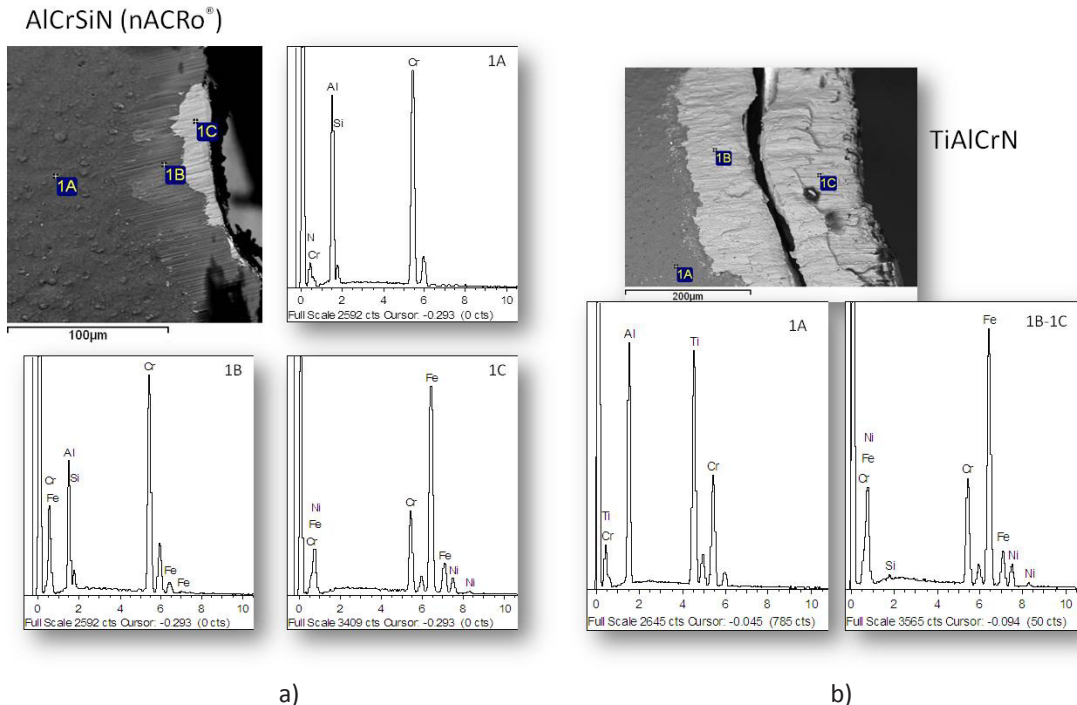 AlCrSiN (nACRo®)
1A
1B
1C
100µm
1A
Cr
Al
Si
N
Cr
0 2 4 6 8 10
Full Scale 2592 cts Cursor: -0.293 (0 cts)
1B
Cr
Al
Cr
Si
Fe
Fe
Fe
0 2 4 6 8 10
Full Scale 2592 cts Cursor: -0.293 (0 cts)
1C
Fe
Ni
Cr
Fe
Cr
Fe
Ni
Ni
0 2 4 6 8 10
Full Scale 3409 cts Cursor: -0.293 (0 cts)
a)
TiAlCrN
1B
1C
1A
200µm
1A
Al
Ti
Cr
Ti
Cr
0 2 4 6 8 10
Full Scale 2645 cts Cursor: -0.045 (785 cts)
1B-1C
Fe
Ni
Fe
Cr
Cr
Fe
Si
Ni
Ni
0 2 4 6 8 10
Full Scale 3565 cts Cursor: -0.094 (50 cts)
b)